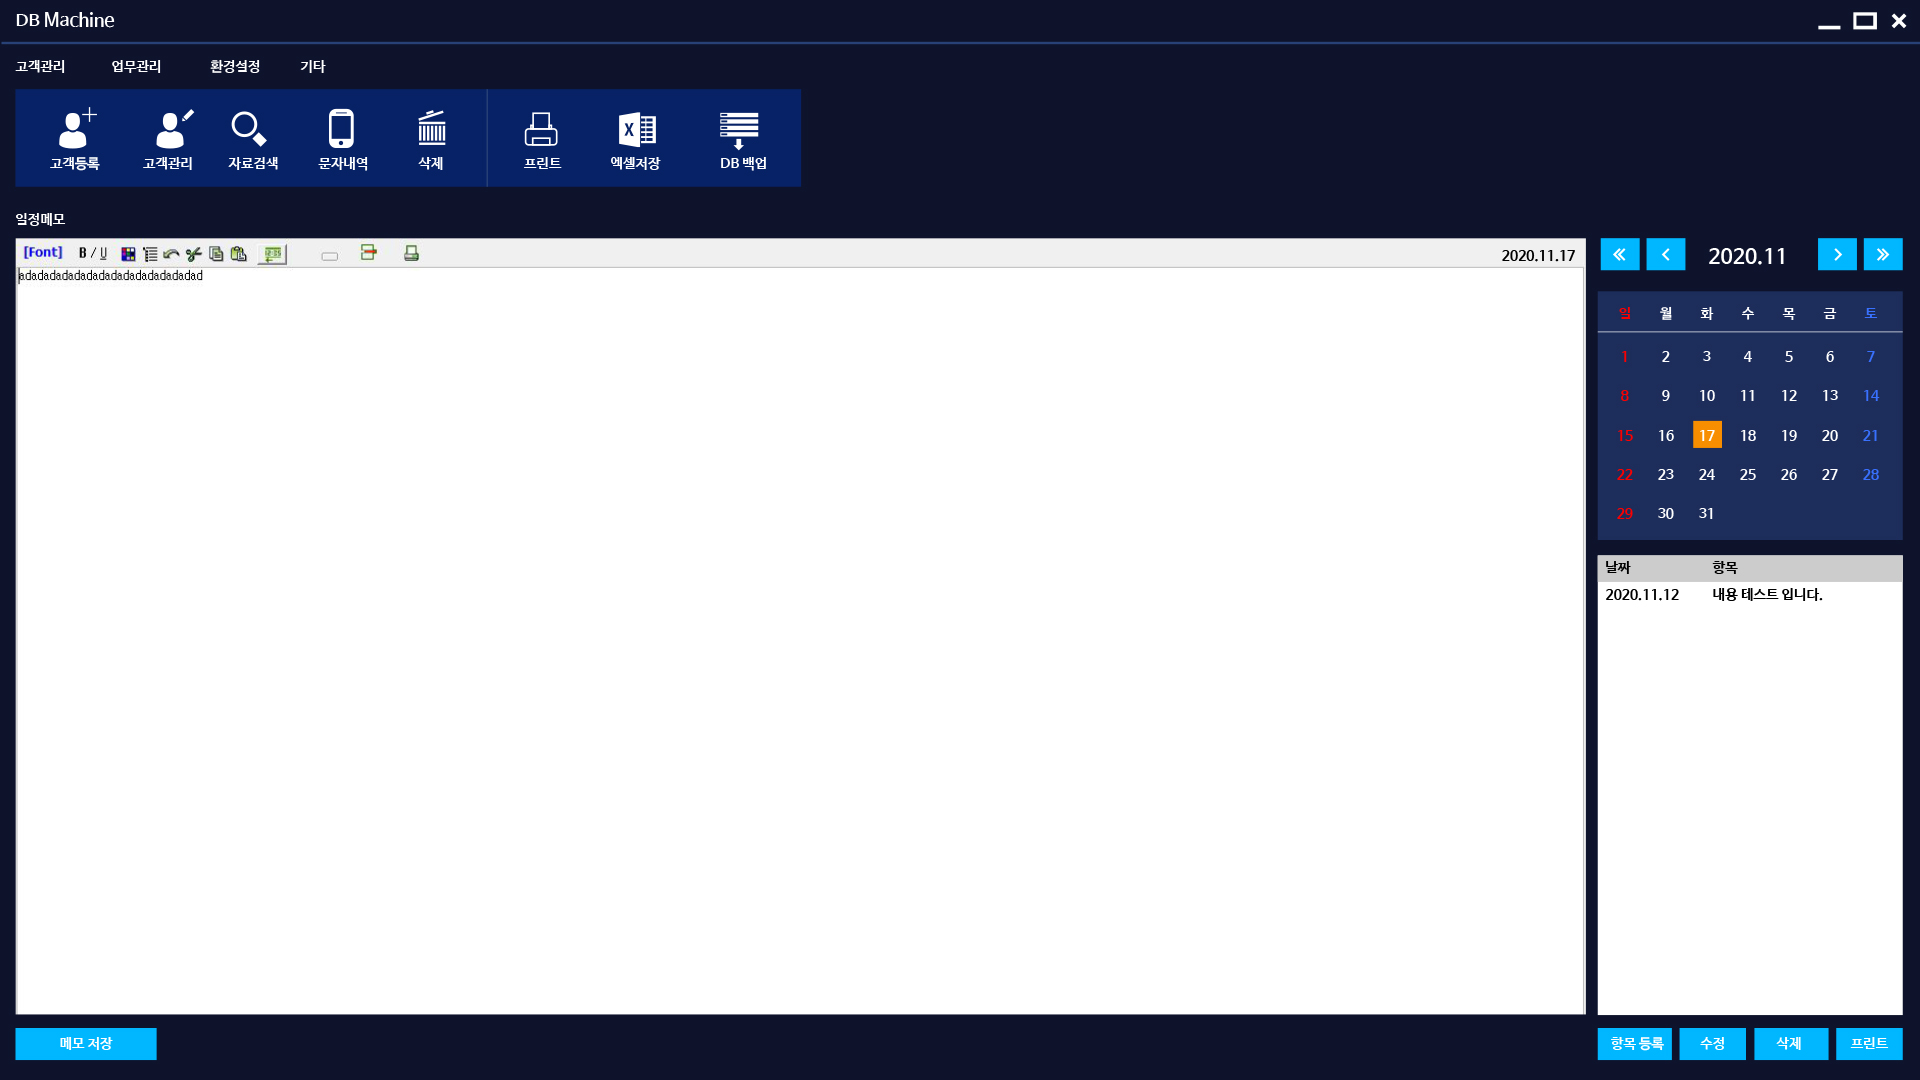 DB Machine
고객관리 업무관리 환경설정 기타
고객등록 고객관리 자료검색 문자내역 삭제 프린트 엑셀저장 DB 백업
일정메모
[Font] B / U 2020.11.17
adadadadadadadadadadadadadadad
2020.11
일 월 화 수 목 금 토
1 2 3 4 5 6 7
8 9 10 11 12 13 14
15 16 17 18 19 20 21
22 23 24 25 26 27 28
29 30 31
날짜 항목
2020.11.12 내용 테스트 입니다.
메모 저장
항목 등록 수정 삭제 프린트